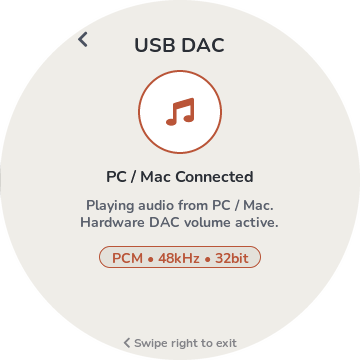 USB DAC
PC / Mac Connected
Playing audio from PC / Mac.
Hardware DAC volume active.
PCM • 48kHz • 32bit
Swipe right to exit